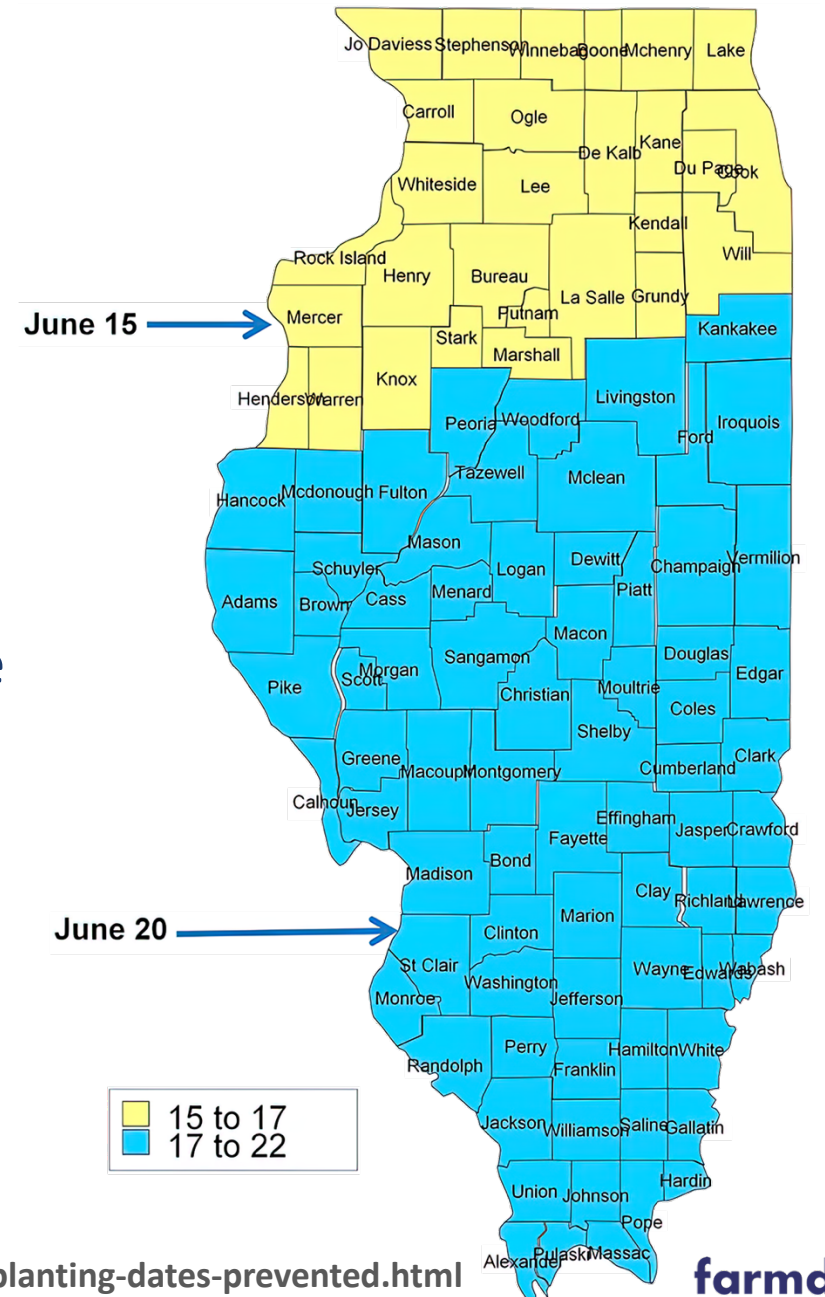 Jo Daviess Stephenson Winnebag Boone Mchenry Lake
Carroll Ogle De Kalb Kane Du Page Cook
Whiteside Lee
Kendall
Will
Rock Island Henry Bureau
Putnam La Salle Grundy
June 15
Mercer
Stark
Kankakee
Marshall
Knox
Henderson Warren
Livingston
Peoria Woodford
Ford Iroquois
Tazewell Mclean
Hancock Mcdonough Fulton
Mason
Champaign Vermilion
Schuyler Logan Dewitt
Adams Brown Cass Menard Piatt
Macon
Sangamon
Douglas
Pike Scott Morgan
Christian Moultrie Edgar
Coles
Shelby
Greene Macoupi Montgomery Cumberland Clark
Calhoun Jersey
Effingham
Fayette Jasper Crawford
Bond
Madison
Clay Richland Lawrence
Marion
June 20
Clinton
St Clair
Washington Wayne Edwards Wabash
Monroe Jefferson
Perry Hamilton White
Randolph Franklin
15 to 17
17 to 22
Jackson Williamson Saline Gallatin
Hardin
Union Johnson
Pope
Alexander Pulaski Massac
planting-dates-prevented.html
farmd